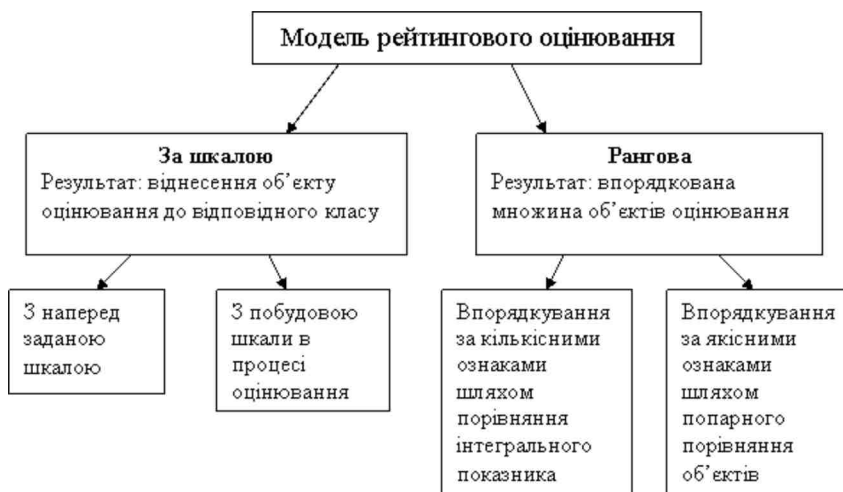 Модель рейтингового оцінювання
За шкалою
Результат: віднесення об’єкту
оцінювання до відповідного класу
Рангова
Результат: впорядкована
множина об’єктів оцінювання
З наперед
заданою
шкалою
З побудовою
шкали в
процесі
оцінювання
Впорядкування
за кількісними
ознаками
шляхом
порівняння
інтегрального
показника
Впорядкування
за якісними
ознаками
шляхом
попарного
порівняння
об’єктів